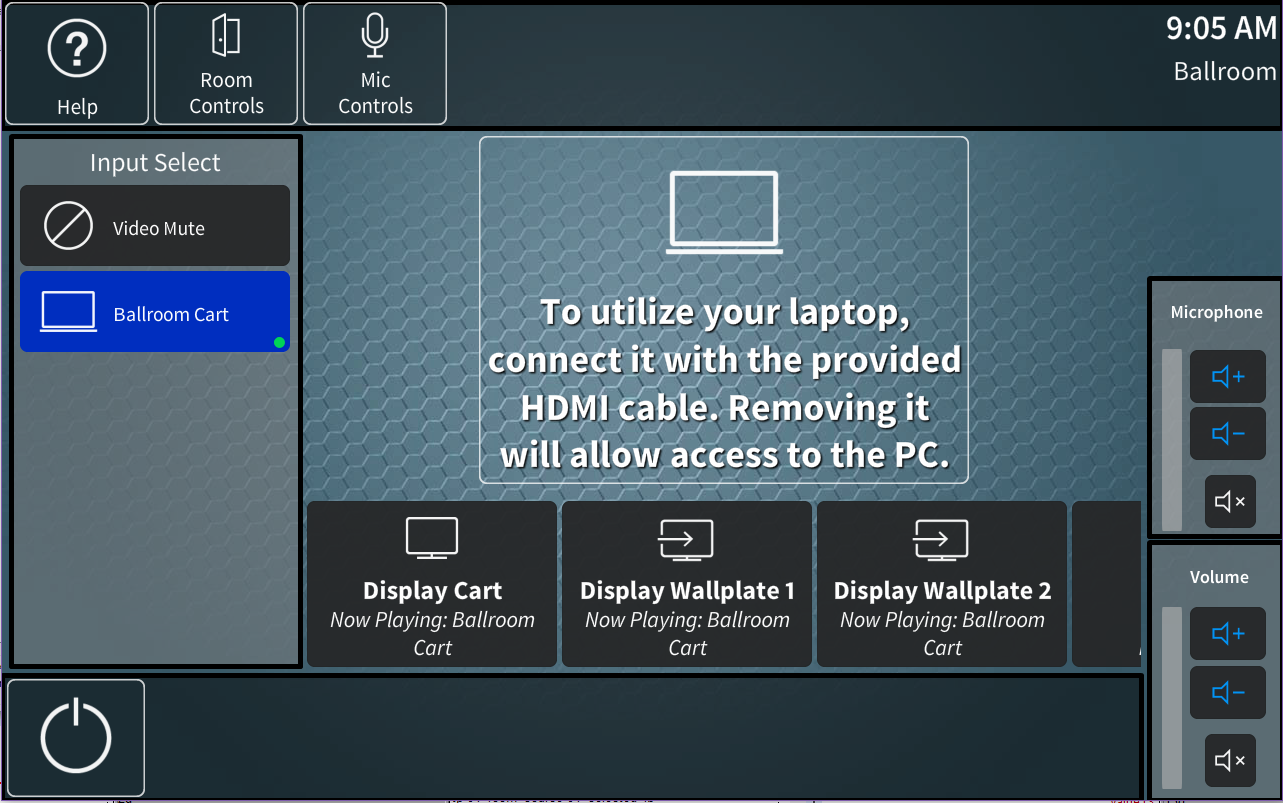 Help
Room
Controls
Mic
Controls
9:05 AM
Ballroom
Input Select
Video Mute
Ballroom Cart
To utilize your laptop,
connect it with the provided
HDMI cable. Removing it
will allow access to the PC.
Display Cart
Now Playing: Ballroom
Cart
Display Wallplate 1
Now Playing: Ballroom
Cart
Display Wallplate 2
Now Playing: Ballroom
Cart
Microphone
Volume